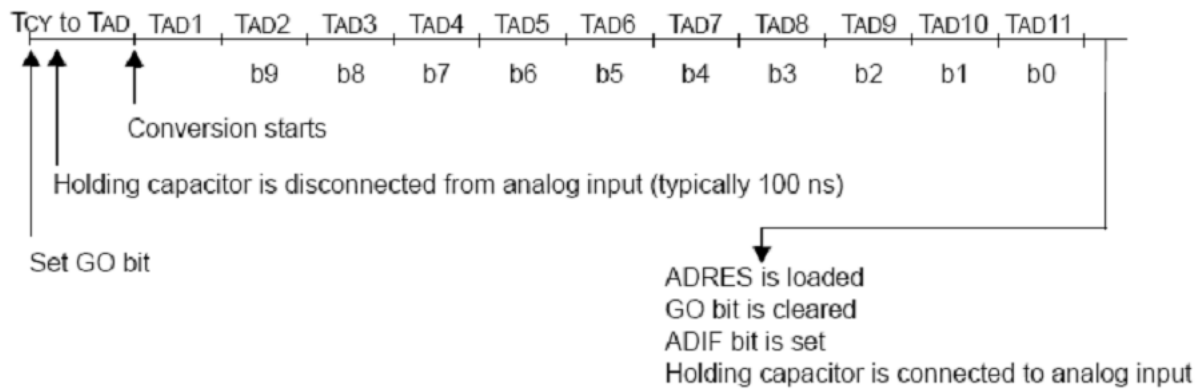 TCY to TAD TAD1 TAD2 TAD3 TAD4 TAD5 TAD6 TAD7 TAD8 TAD9 TAD10 TAD11
b9 b8 b7 b6 b5 b4 b3 b2 b1 b0
Conversion starts
Holding capacitor is disconnected from analog input (typically 100 ns)
Set GO bit
ADRES is loaded
GO bit is cleared
ADIF bit is set
Holding capacitor is connected to analog input